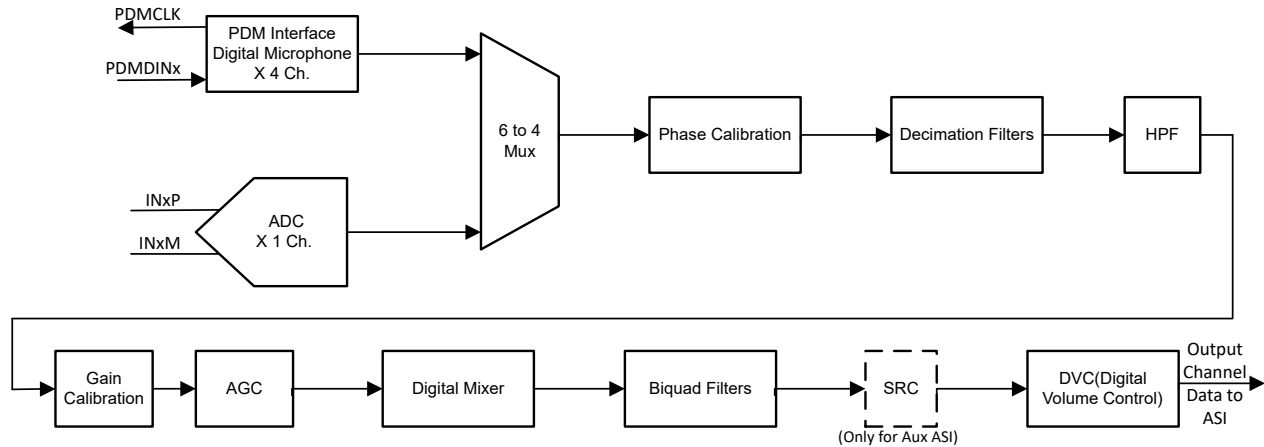 PDMCLK
PDMDINx
PDM Interface
Digital Microphone
X 4 Ch.
6 to 4
Mux
Phase Calibration
Decimation Filters
HPF
INxP
INxM
ADC
X 1 Ch.
Gain
Calibration
AGC
Digital Mixer
Biquad Filters
SRC
(Only for Aux ASI)
DVC(Digital
Volume Control)
Output
Channel
Data to
ASI